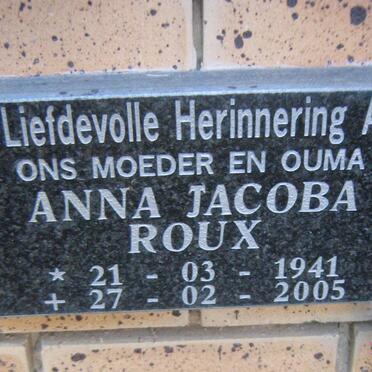 Liefdevolle Herinnering A
ONS MOEDER EN OUMA
ANNA JACOBA
ROUX
* 21 - 03 - 1941
+ 27 - 02 - 2005